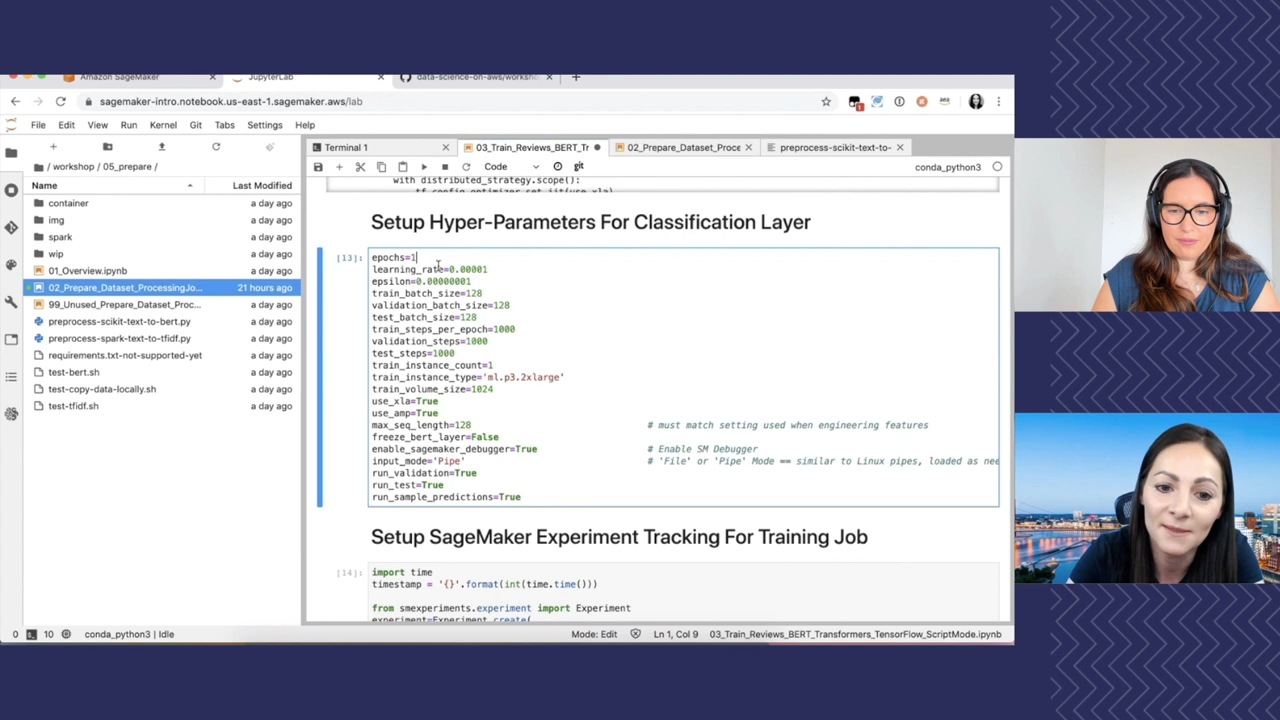 Amazon SageMaker
JupyterLab
data-science-on-aws/worksho
sagemaker-intro.notebook.us-east-1.sagemaker.aws/lab
File Edit View Run Kernel Git Tabs Settings Help
/ workshop / 05_prepare /
Name Last Modified
container a day ago
img a day ago
spark a day ago
wip a day ago
01_Overview.ipynb a day ago
02_Prepare_Dataset_ProcessingJo... 21 hours ago
99_Unused_Prepare_Dataset_Proc... a day ago
preprocess-scikit-text-to-bert.py a day ago
preprocess-spark-text-to-tfidf.py a day ago
requirements.txt-not-supported-yet a day ago
test-bert.sh a day ago
test-copy-data-locally.sh a day ago
test-tfidf.sh a day ago
Terminal 1
03_Train_Reviews_BERT_Tr
02_Prepare_Dataset_Proce
preprocess-scikit-text-to-
Code git conda_python3
with distributed_strategy.scope():
tf.config.optimizer.set_jit(use_xla)
Setup Hyper-Parameters For Classification Layer
[13]: epochs=1
learning_rate=0.00001
epsilon=0.00000001
train_batch_size=128
validation_batch_size=128
test_batch_size=128
train_steps_per_epoch=1000
validation_steps=1000
test_steps=1000
train_instance_count=1
train_instance_type='ml.p3.2xlarge'
train_volume_size=1024
use_xla=True
use_amp=True
max_seq_length=128 # must match setting used when engineering features
freeze_bert_layer=False
enable_sagemaker_debugger=True # Enable SM Debugger
input_mode='Pipe' # 'File' or 'Pipe' Mode == similar to Linux pipes, loaded as nee
run_validation=True
run_test=True
run_sample_predictions=True
Setup SageMaker Experiment Tracking For Training Job
[14]: import time
timestamp = '{}'.format(int(time.time()))
from smexperiments.experiment import Experiment
experiment=Experiment.create(
0 10 conda_python3 | Idle Mode: Edit Ln 1, Col 9 03_Train_Reviews_BERT_Transformers_TensorFlow_ScriptMode.ipynb